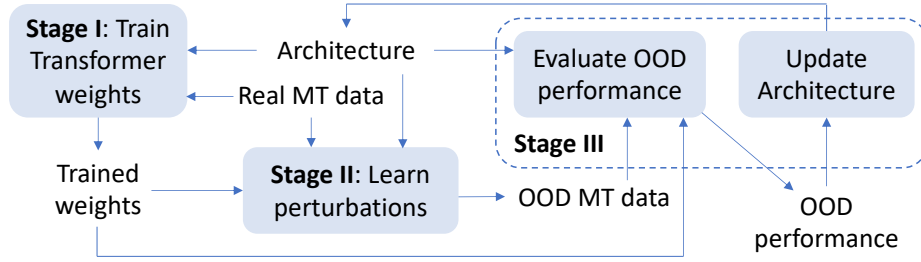 Stage I: Train
Transformer
weights
Architecture
Real MT data
Evaluate OOD
performance
Update
Architecture
Stage III
Trained
weights
Stage II: Learn
perturbations
OOD MT data
OOD
performance